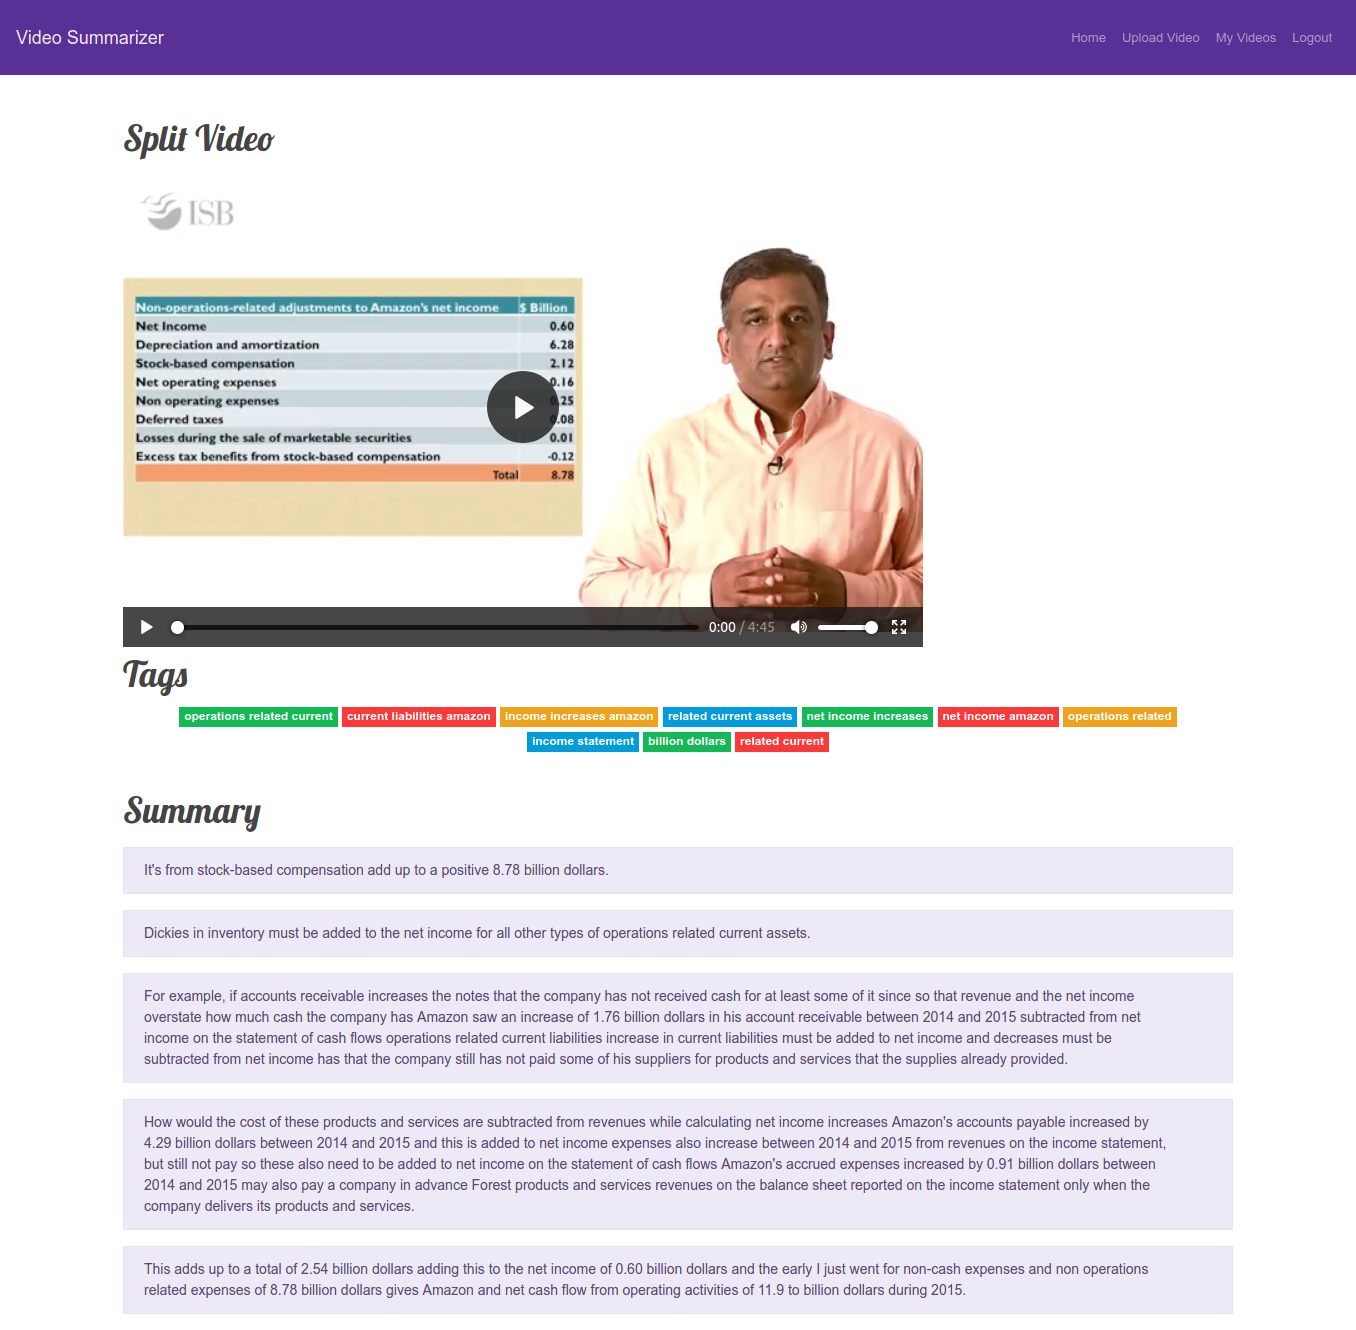 Video Summarizer
Home Upload Video My Videos Logout
Split Video
ISB
Non-operations-related adjustments to Amazon's net income $ Billion
Net Income 0.60
Depreciation and amortization 6.28
Stock-based compensation 2.12
Net operating expenses 0.16
Non operating expenses 0.25
Deferred taxes 0.08
Losses during the sale of marketable securities 0.01
Excess tax benefits from stock-based compensation -0.12
Total 8.78
0:00 / 4:45
Tags
operations related current current liabilities amazon income increases amazon related current assets net income increases net income amazon operations related
income statement billion dollars related current
Summary
It's from stock-based compensation add up to a positive 8.78 billion dollars.
Dickies in inventory must be added to the net income for all other types of operations related current assets.
For example, if accounts receivable increases the notes that the company has not received cash for at least some of it since so that revenue and the net income
overstate how much cash the company has Amazon saw an increase of 1.76 billion dollars in his account receivable between 2014 and 2015 subtracted from net
income on the statement of cash flows operations related current liabilities increase in current liabilities must be added to net income and decreases must be
subtracted from net income has that the company still has not paid some of his suppliers for products and services that the supplies already provided.
How would the cost of these products and services are subtracted from revenues while calculating net income increases Amazon's accounts payable increased by
4.29 billion dollars between 2014 and 2015 and this is added to net income expenses also increase between 2014 and 2015 from revenues on the income statement,
but still not pay so these also need to be added to net income on the statement of cash flows Amazon's accrued expenses increased by 0.91 billion dollars between
2014 and 2015 may also pay a company in advance Forest products and services revenues on the balance sheet reported on the income statement only when the
company delivers its products and services.
This adds up to a total of 2.54 billion dollars adding this to the net income of 0.60 billion dollars and the early I just went for non-cash expenses and non operations
related expenses of 8.78 billion dollars gives Amazon and net cash flow from operating activities of 11.9 to billion dollars during 2015.